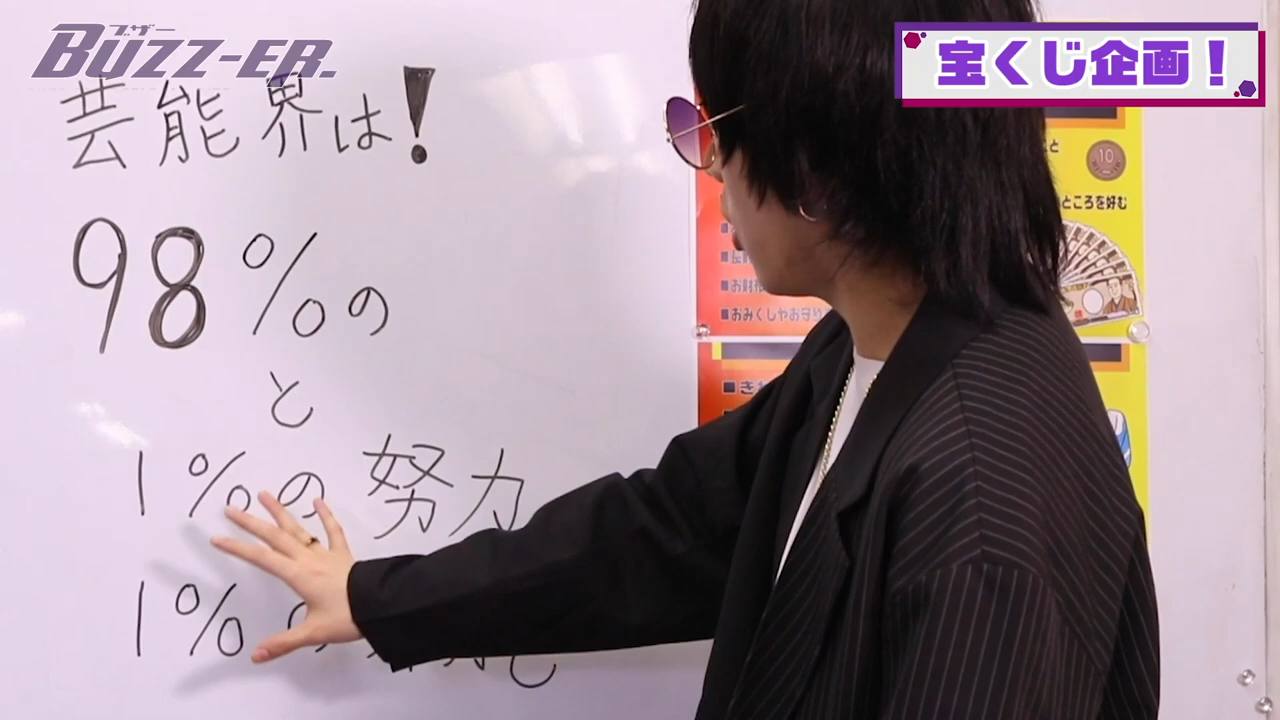 ブザー
BUZZ-ER.
宝くじ企画！
芸能界は！
98%の
と
1%の努力
1%
10
と
ところを好む
■お財布
■おみくじやお守り